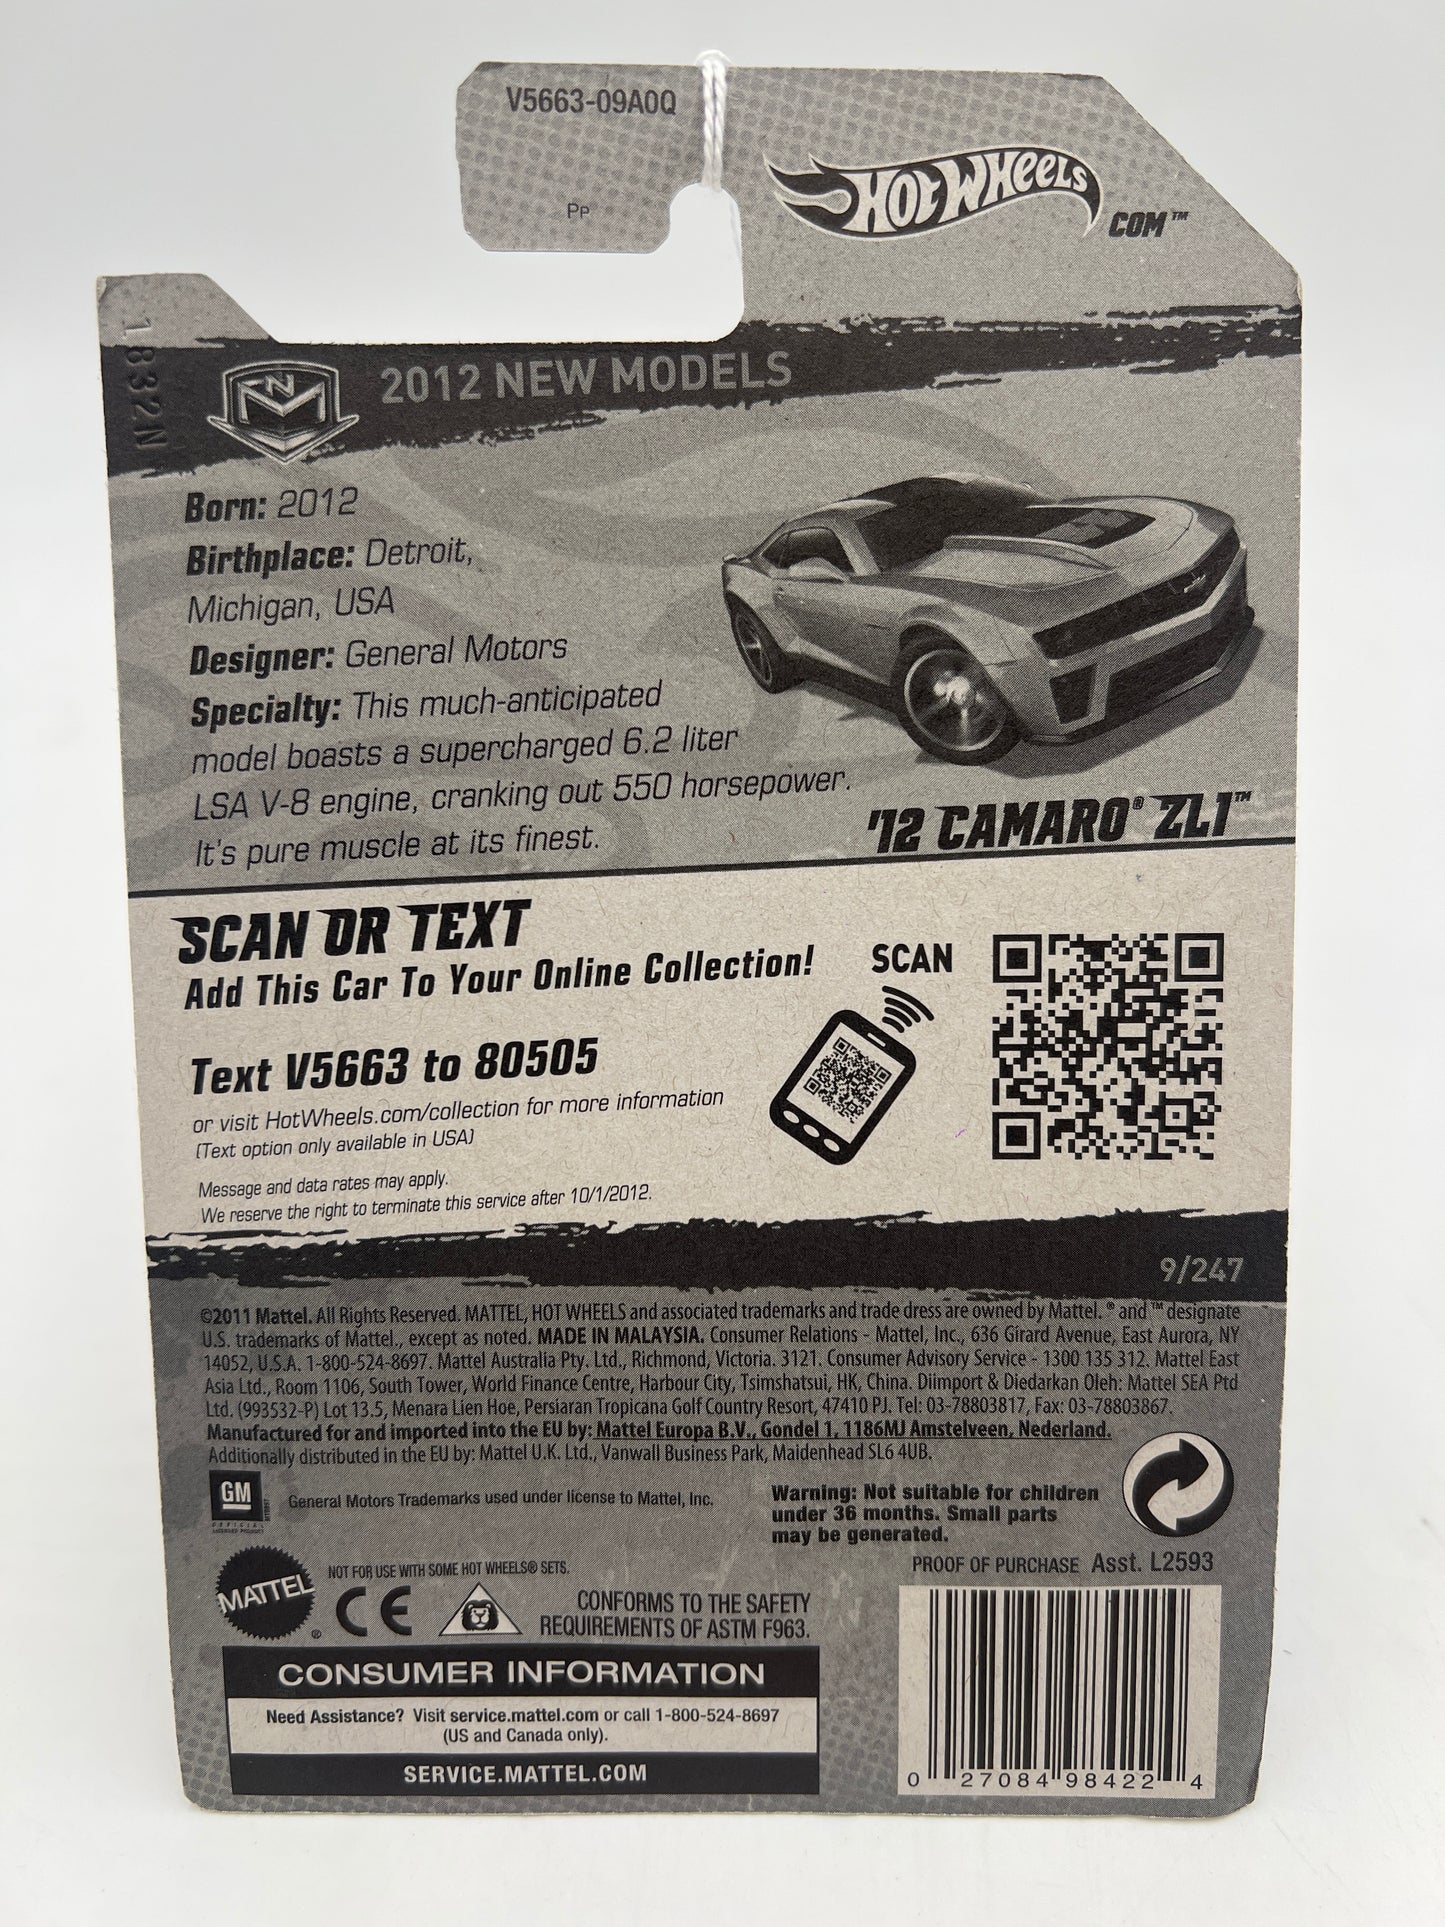 V5663-09A0Q
PP
HOT WHEELS
COM™
1832N
NM
2012 NEW MODELS
Born: 2012
Birthplace: Detroit,
Michigan, USA
Designer: General Motors
Specialty: This much-anticipated
model boasts a supercharged 6.2 liter
LSA V-8 engine, cranking out 550 horsepower.
It's pure muscle at its finest.
'12 CAMARO® ZL1™
SCAN OR TEXT
Add This Car To Your Online Collection!
SCAN
Text V5663 to 80505
or visit HotWheels.com/collection for more information
(Text option only available in USA)
Message and data rates may apply.
We reserve the right to terminate this service after 10/1/2012.
9/247
©2011 Mattel. All Rights Reserved. MATTEL, HOT WHEELS and associated trademarks and trade dress are owned by Mattel. ® and ™ designate
U.S. trademarks of Mattel., except as noted. MADE IN MALAYSIA. Consumer Relations - Mattel, Inc., 636 Girard Avenue, East Aurora, NY
14052, U.S.A. 1-800-524-8697. Mattel Australia Pty. Ltd., Richmond, Victoria. 3121. Consumer Advisory Service - 1300 135 312. Mattel East
Asia Ltd., Room 1106, South Tower, World Finance Centre, Harbour City, Tsimshatsui, HK, China. Diimport & Diedarkan Oleh: Mattel SEA Ptd
Ltd. (993532-P) Lot 13.5, Menara Lien Hoe, Persiaran Tropicana Golf Country Resort, 47410 PJ. Tel: 03-78803817, Fax: 03-78803867.
Manufactured for and imported into the EU by: Mattel Europa B.V., Gondel 1, 1186MJ Amstelveen, Nederland.
Additionally distributed in the EU by: Mattel U.K. Ltd., Vanwall Business Park, Maidenhead SL6 4UB.
GM
OFFICIAL
LICENSED PRODUCT
General Motors Trademarks used under license to Mattel, Inc.
Warning: Not suitable for children
under 36 months. Small parts
may be generated.
PROOF OF PURCHASE Asst. L2593
MATTEL®
NOT FOR USE WITH SOME HOT WHEELS® SETS.
CE
CONFORMS TO THE SAFETY
REQUIREMENTS OF ASTM F963.
CONSUMER INFORMATION
Need Assistance? Visit service.mattel.com or call 1-800-524-8697
(US and Canada only).
SERVICE.MATTEL.COM
0 27084 98422 4